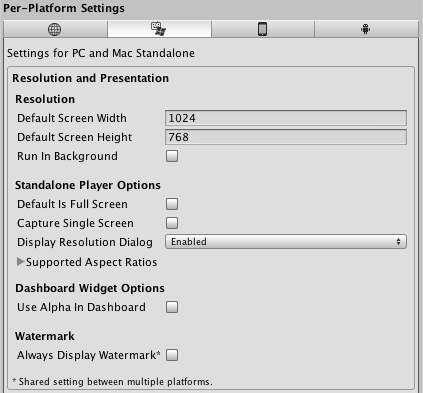 Per-Platform Settings
Settings for PC and Mac Standalone
Resolution and Presentation
Resolution
Default Screen Width 1024
Default Screen Height 768
Run In Background
Standalone Player Options
Default Is Full Screen
Capture Single Screen
Display Resolution Dialog Enabled
Supported Aspect Ratios
Dashboard Widget Options
Use Alpha In Dashboard
Watermark
Always Display Watermark*
* Shared setting between multiple platforms.